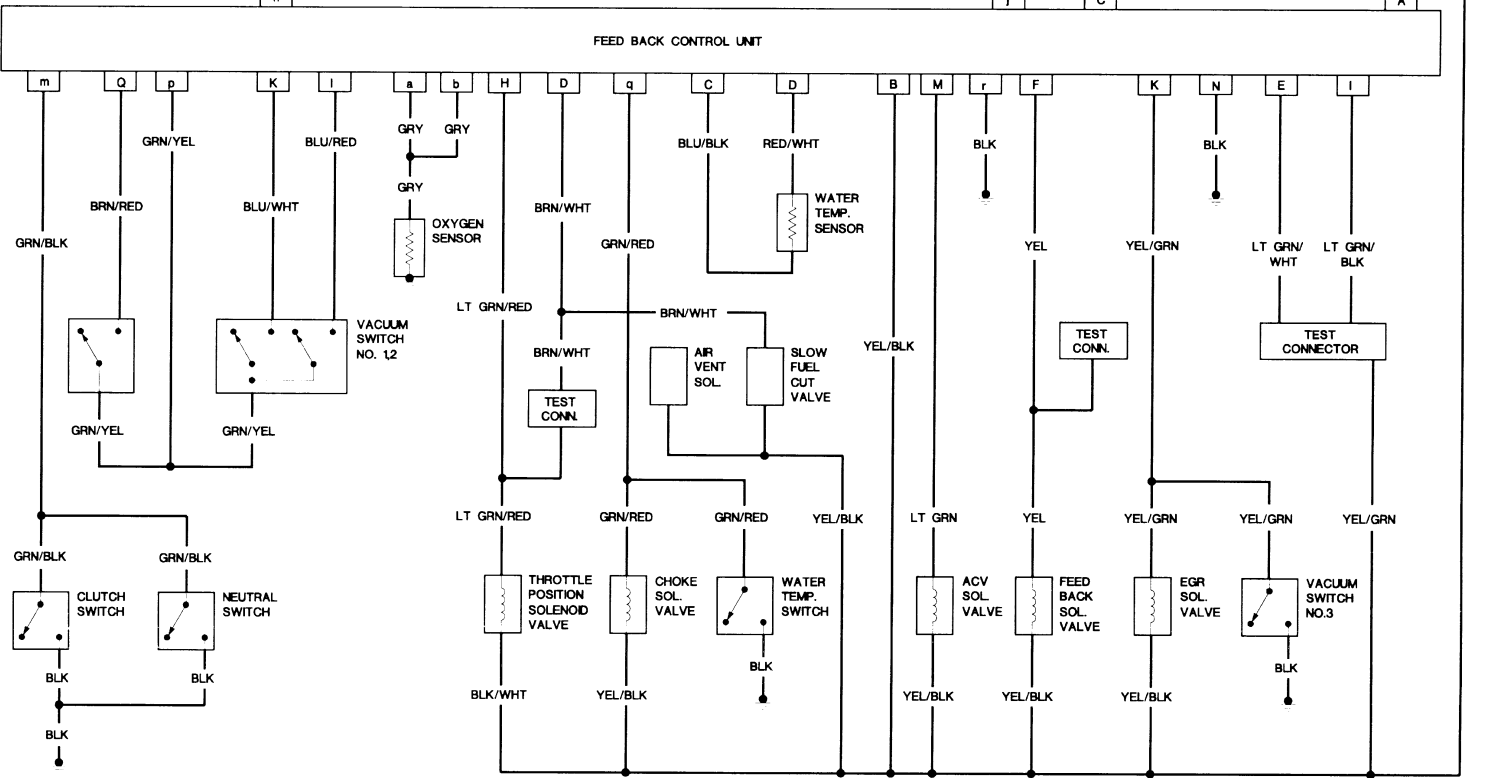 J
C
A
FEED BACK CONTROL UNIT
m
Q
p
K
I
a
b
H
D
q
C
D
B
M
r
F
K
N
E
I
GRY
GRY
GRN/YEL
BLU/RED
BLU/BLK
RED/WHT
BLK
BLK
GRY
BRN/RED
BLU/WHT
BRN/WHT
WATER
TEMP.
SENSOR
OXYGEN
SENSOR
GRN/BLK
GRN/RED
YEL
YEL/GRN
LT GRN/
WHT
LT GRN/
BLK
LT GRN/RED
BRN/WHT
VACUUM
SWITCH
NO. 1,2
YEL/BLK
TEST
CONN.
TEST
CONNECTOR
BRN/WHT
AIR
VENT
SOL.
SLOW
FUEL
CUT
VALVE
TEST
CONN.
GRN/YEL
GRN/YEL
LT GRN/RED
GRN/RED
GRN/RED
YEL/BLK
LT GRN
YEL
YEL/GRN
YEL/GRN
YEL/GRN
GRN/BLK
GRN/BLK
CLUTCH
SWITCH
NEUTRAL
SWITCH
THROTTLE
POSITION
SOLENOID
VALVE
CHOKE
SOL.
VALVE
WATER
TEMP.
SWITCH
ACV
SOL.
VALVE
FEED
BACK
SOL.
VALVE
EGR
SOL.
VALVE
VACUUM
SWITCH
NO.3
BLK
BLK
BLK
BLK
BLK/WHT
YEL/BLK
YEL/BLK
YEL/BLK
YEL/BLK
BLK